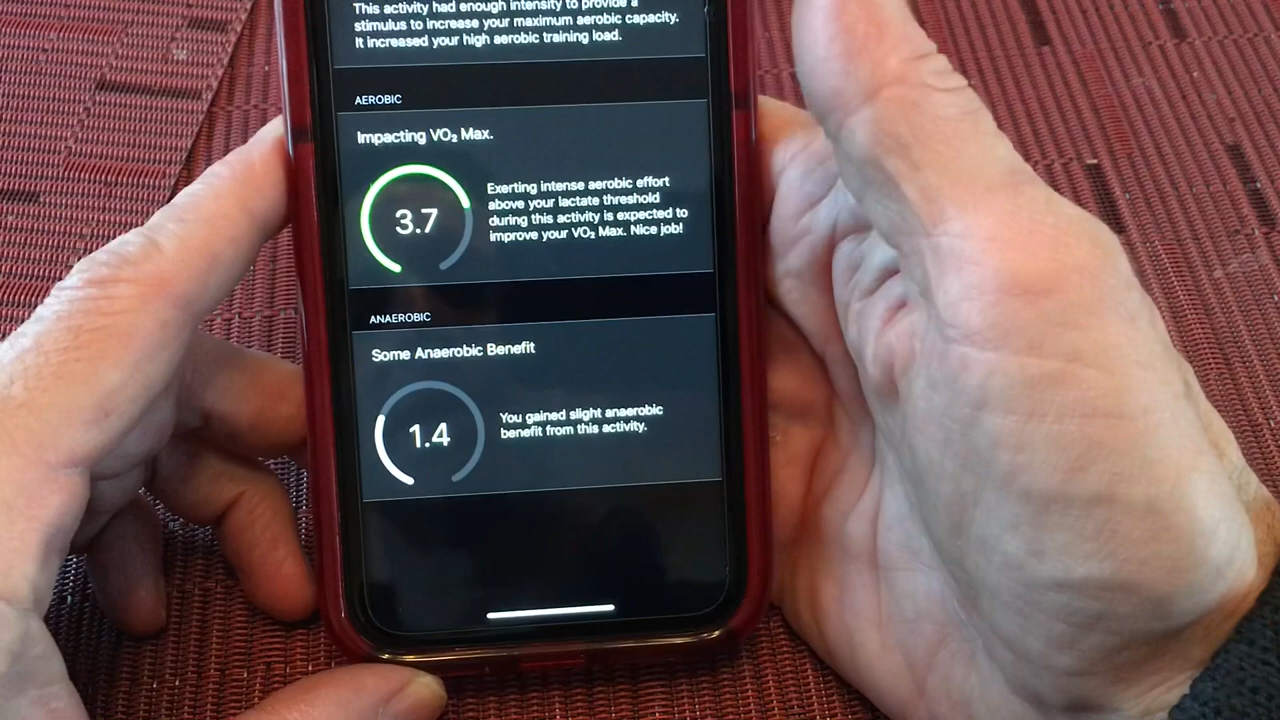 This activity had enough intensity to provide a
stimulus to increase your maximum aerobic capacity.
It increased your high aerobic training load.
AEROBIC
Impacting VO₂ Max.
3.7
Exerting intense aerobic effort
above your lactate threshold
during this activity is expected to
improve your VO₂ Max. Nice job!
ANAEROBIC
Some Anaerobic Benefit
1.4
You gained slight anaerobic
benefit from this activity.